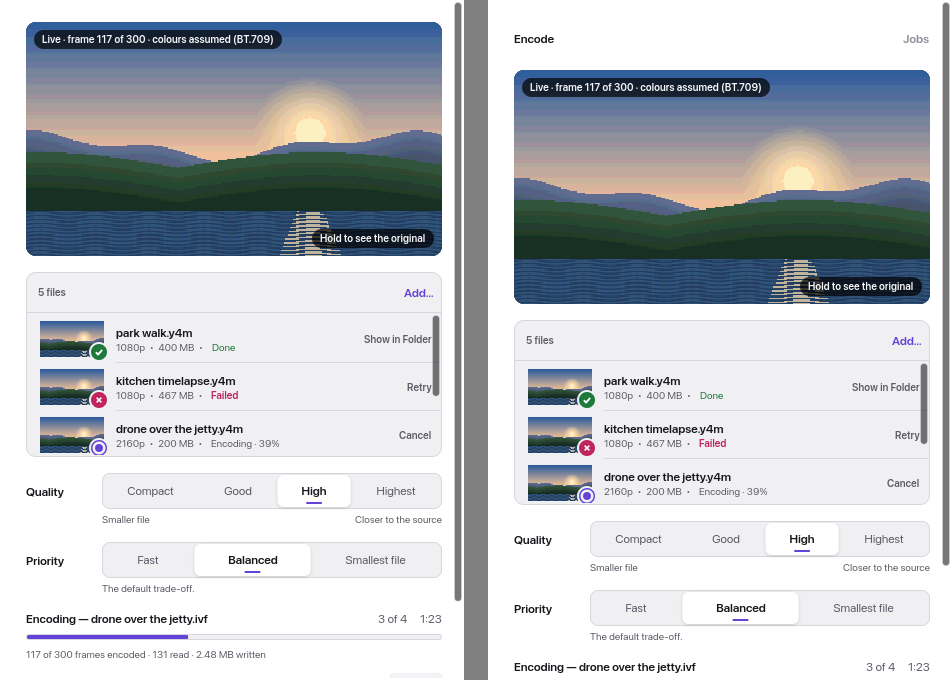 Live · frame 117 of 300 · colours assumed (BT.709)
Hold to see the original
5 files
Add...
park walk.y4m
1080p • 400 MB • Done
Show in Folder
kitchen timelapse.y4m
1080p • 467 MB • Failed
Retry
drone over the jetty.y4m
2160p • 200 MB • Encoding · 39%
Cancel
Quality
Compact
Good
High
Highest
Smaller file
Closer to the source
Priority
Fast
Balanced
Smallest file
The default trade-off.
Encoding — drone over the jetty.ivf
3 of 4
1:23
117 of 300 frames encoded · 131 read · 2.48 MB written
Encode
Jobs
Live · frame 117 of 300 · colours assumed (BT.709)
Hold to see the original
5 files
Add...
park walk.y4m
1080p • 400 MB • Done
Show in Folder
kitchen timelapse.y4m
1080p • 467 MB • Failed
Retry
drone over the jetty.y4m
2160p • 200 MB • Encoding · 39%
Cancel
Quality
Compact
Good
High
Highest
Smaller file
Closer to the source
Priority
Fast
Balanced
Smallest file
The default trade-off.
Encoding — drone over the jetty.ivf
3 of 4
1:23